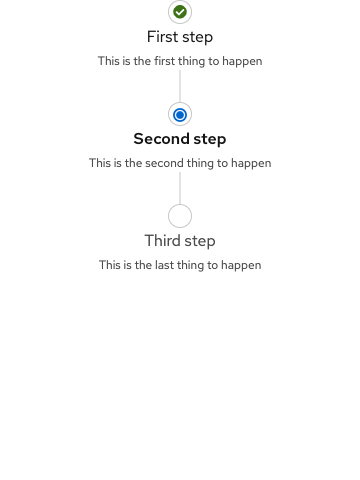 First step
This is the first thing to happen
Second step
This is the second thing to happen
Third step
This is the last thing to happen